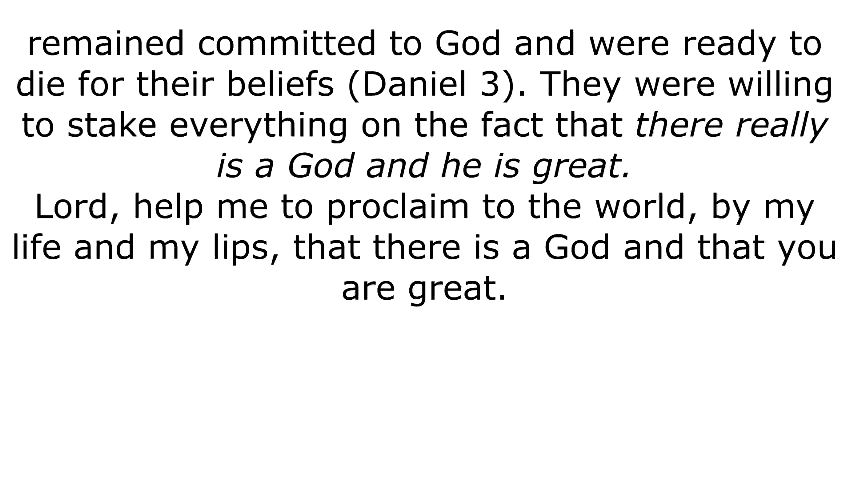 remained committed to God and were ready to
die for their beliefs (Daniel 3). They were willing
to stake everything on the fact that there really
is a God and he is great.
Lord, help me to proclaim to the world, by my
life and my lips, that there is a God and that you
are great.